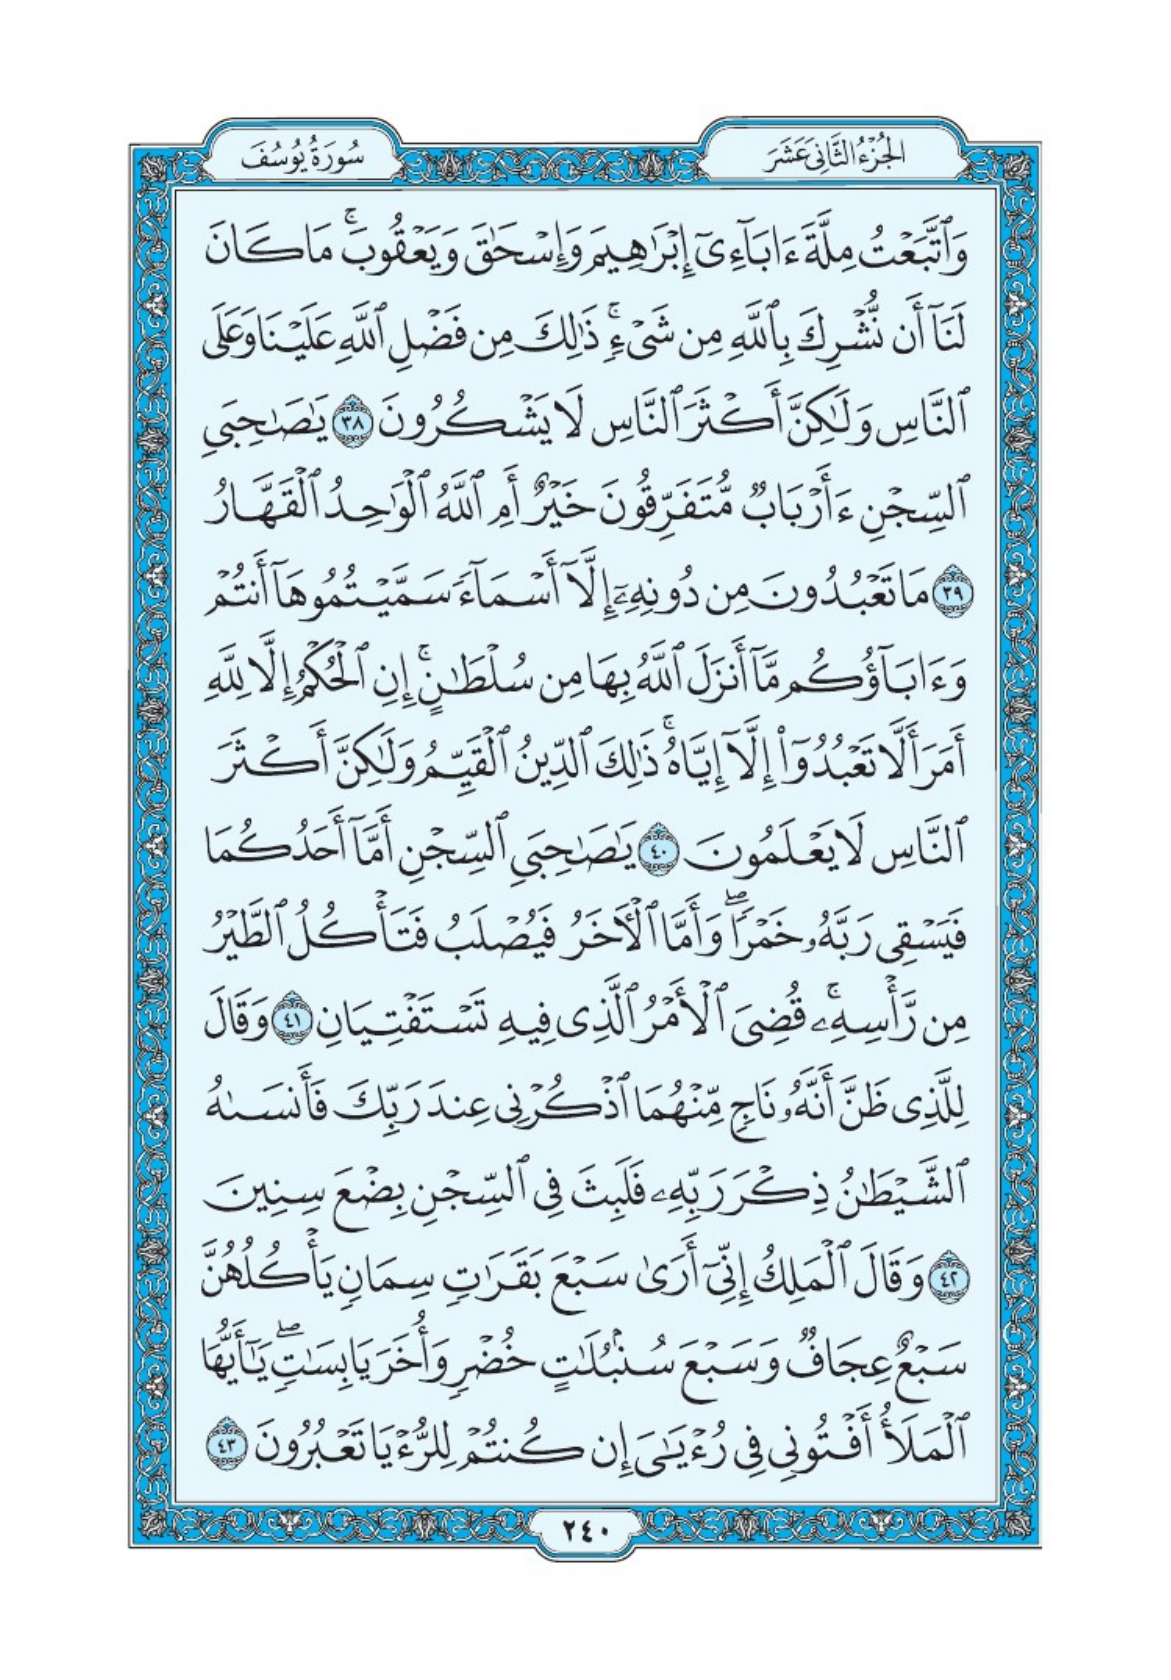 الجُزْءُ الثَّانِي عَشَرَ
سُورَةُ يُوسُفَ
وَٱتَّبَعْتُ مِلَّةَ ءَابَآءِىٓ إِبْرَٰهِيمَ وَإِسْحَٰقَ وَيَعْقُوبَ ۚ مَا كَانَ
لَنَآ أَن نُّشْرِكَ بِٱللَّهِ مِن شَىْءٍ ۚ ذَٰلِكَ مِن فَضْلِ ٱللَّهِ عَلَيْنَا وَعَلَى
ٱلنَّاسِ وَلَٰكِنَّ أَكْثَرَ ٱلنَّاسِ لَا يَشْكُرُونَ ٣٨ يَٰصَٰحِبَىِ
ٱلسِّجْنِ ءَأَرْبَابٌ مُّتَفَرِّقُونَ خَيْرٌ أَمِ ٱللَّهُ ٱلْوَٰحِدُ ٱلْقَهَّارُ
٣٩ مَا تَعْبُدُونَ مِن دُونِهِۦٓ إِلَّآ أَسْمَآءً سَمَّيْتُمُوهَآ أَنتُمْ
وَءَابَآؤُكُم مَّآ أَنزَلَ ٱللَّهُ بِهَا مِن سُلْطَٰنٍ ۚ إِنِ ٱلْحُكْمُ إِلَّا لِلَّهِ
أَمَرَ أَلَّا تَعْبُدُوٓا۟ إِلَّآ إِيَّاهُ ۚ ذَٰلِكَ ٱلدِّينُ ٱلْقَيِّمُ وَلَٰكِنَّ أَكْثَرَ
ٱلنَّاسِ لَا يَعْلَمُونَ ٤٠ يَٰصَٰحِبَىِ ٱلسِّجْنِ أَمَّآ أَحَدُكُمَا
فَيَسْقِى رَبَّهُۥ خَمْرًا ۖ وَأَمَّا ٱلْءَاخَرُ فَيُصْلَبُ فَتَأْكُلُ ٱلطَّيْرُ
مِن رَّأْسِهِۦ ۚ قُضِىَ ٱلْأَمْرُ ٱلَّذِى فِيهِ تَسْتَفْتِيَانِ ٤١ وَقَالَ
لِلَّذِى ظَنَّ أَنَّهُۥ نَاجٍ مِّنْهُمَا ٱذْكُرْنِى عِندَ رَبِّكَ فَأَنسَىٰهُ
ٱلشَّيْطَٰنُ ذِكْرَ رَبِّهِۦ فَلَبِثَ فِى ٱلسِّجْنِ بِضْعَ سِنِينَ
٤٢ وَقَالَ ٱلْمَلِكُ إِنِّىٓ أَرَىٰ سَبْعَ بَقَرَٰتٍ سِمَانٍ يَأْكُلُهُنَّ
سَبْعٌ عِجَافٌ وَسَبْعَ سُنۢبُلَٰتٍ خُضْرٍ وَأُخَرَ يَابِسَٰتٍ ۖ يَٰٓأَيُّهَا
ٱلْمَلَأُ أَفْتُونِى فِى رُءْيَٰىَ إِن كُنتُمْ لِلرُّءْيَا تَعْبُرُونَ ٤٣
٢٤٠